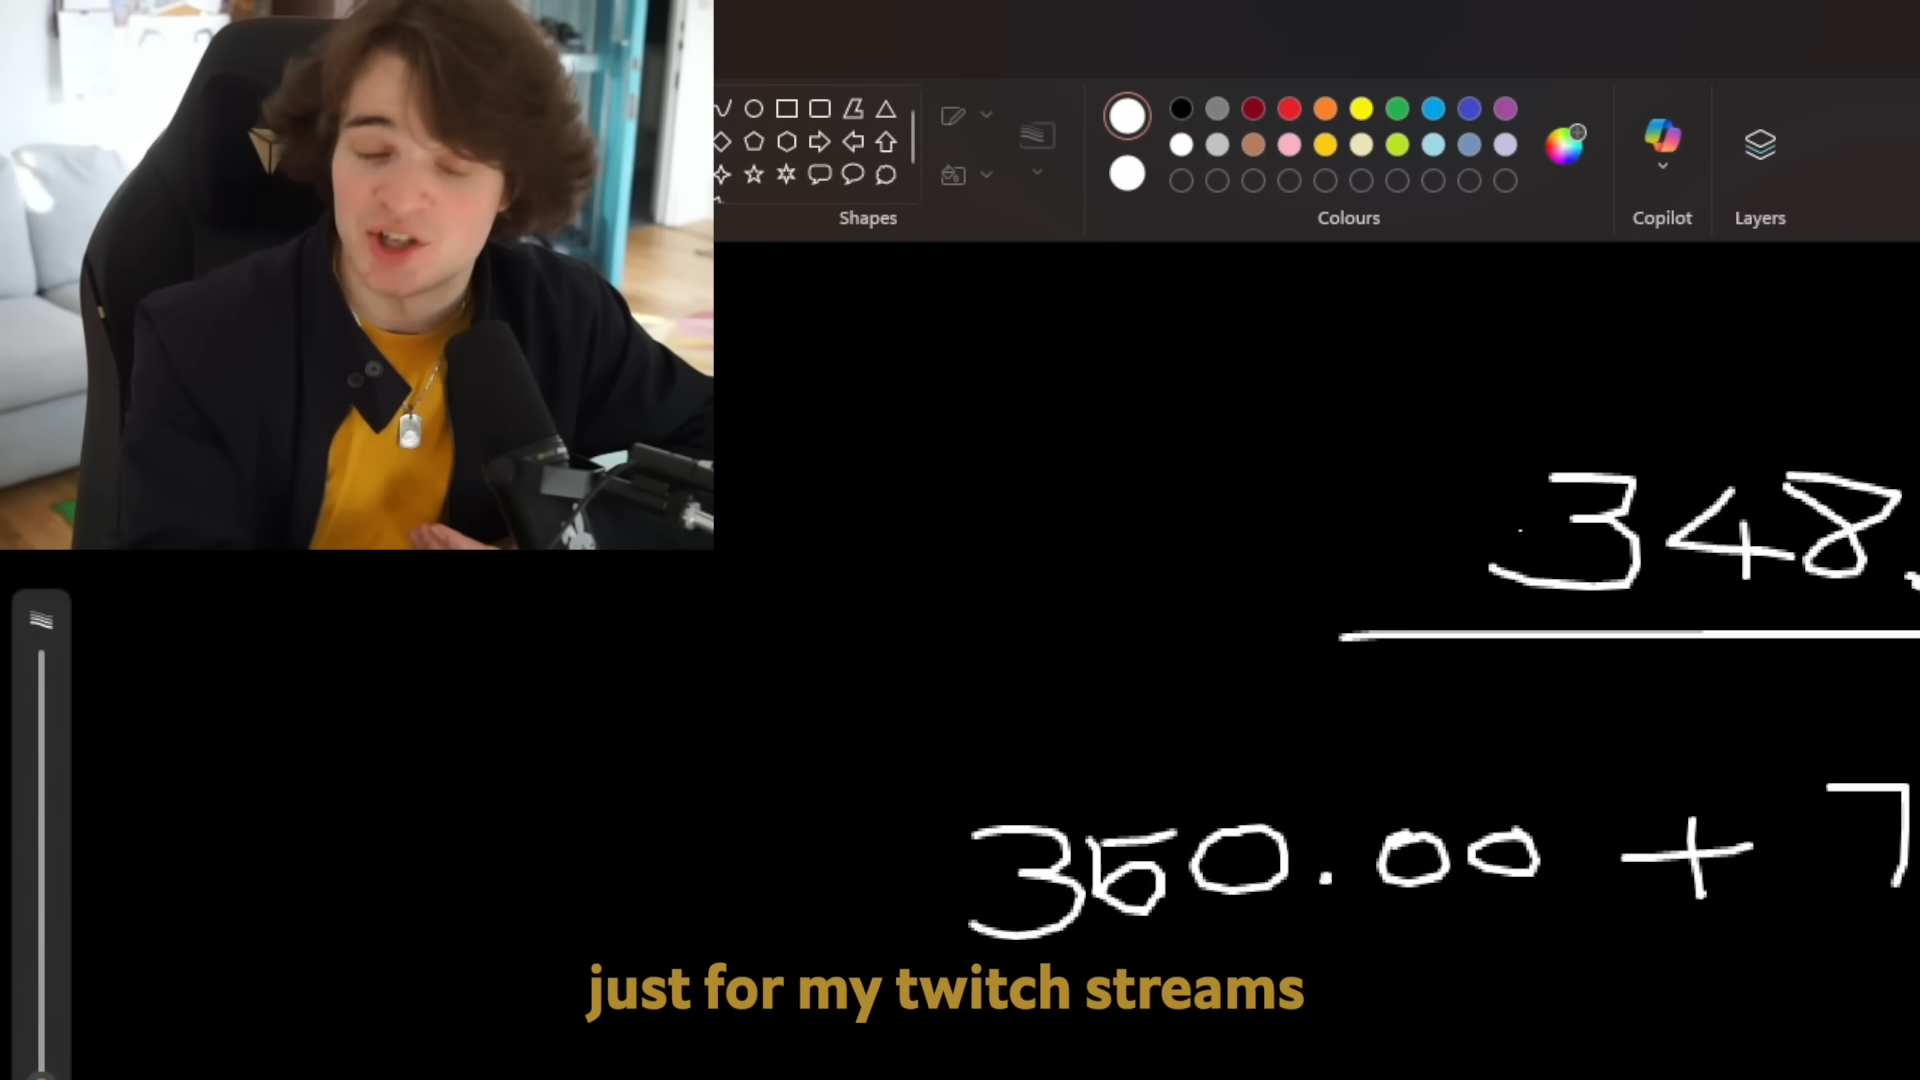 Shapes
Colours
Copilot
Layers
348.
350.00 + 7
just for my twitch streams